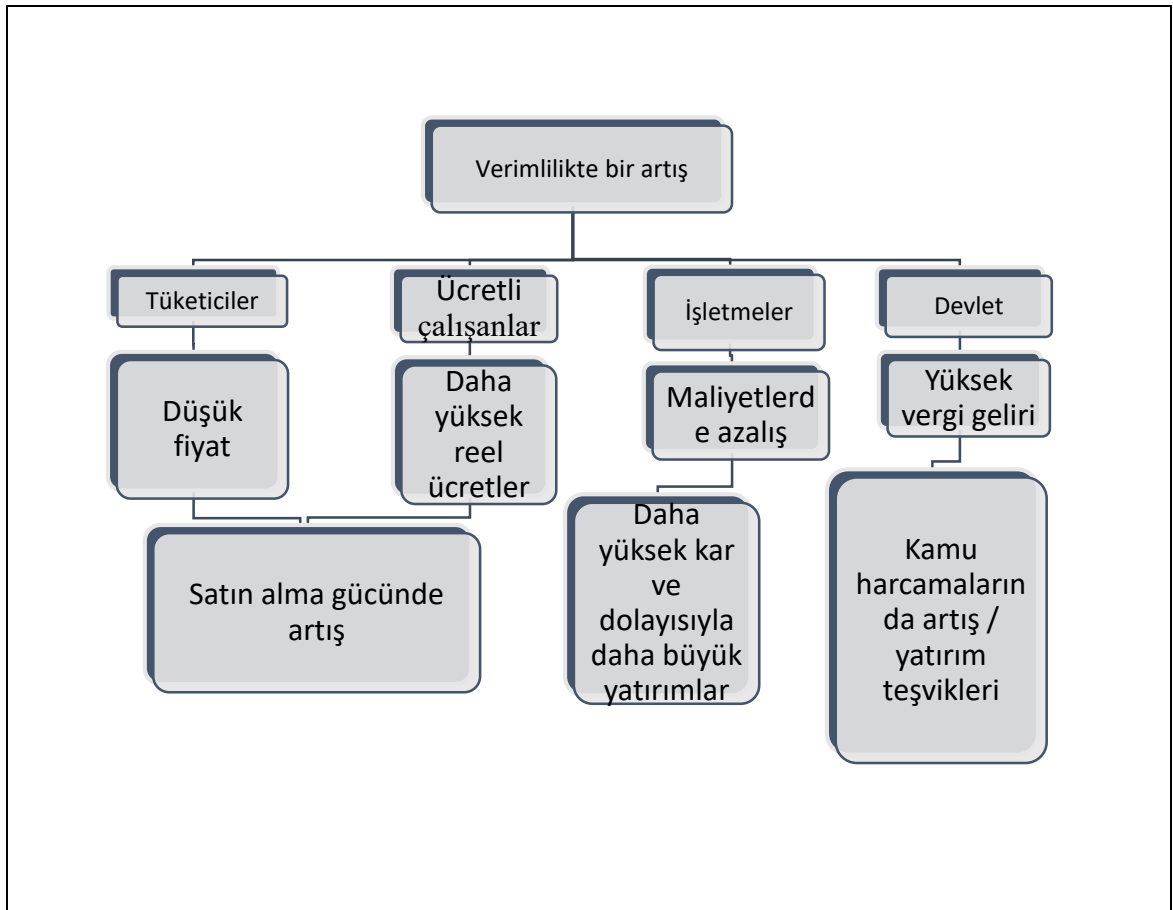 Verimlilikte bir artış
Tüketiciler
Ücretli
çalışanlar
İşletmeler
Devlet
Düşük
fiyat
Daha
yüksek
reel
ücretler
Maliyetlerd
e azalış
Yüksek
vergi geliri
Satın alma gücünde
artış
Daha
yüksek kar
ve
dolayısıyla
daha büyük
yatırımlar
Kamu
harcamaların
da artış /
yatırım
teşvikleri